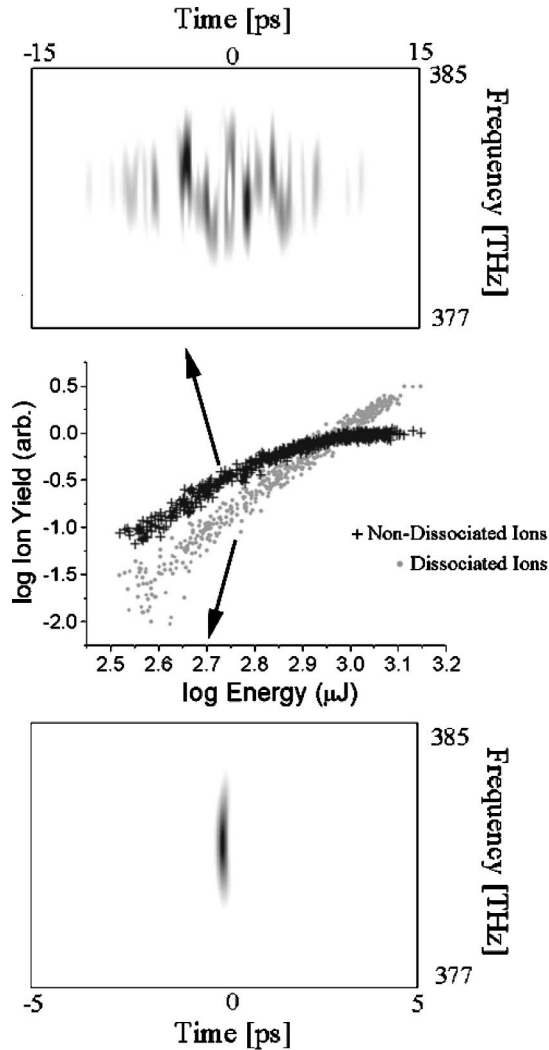 Time [ps]
-15 0 15
385
Frequency [THz]
377
0.5
0.0
-0.5
-1.0
-1.5
-2.0
log Ion Yield (arb.)
+ Non-Dissociated Ions
Dissociated Ions
2.5 2.6 2.7 2.8 2.9 3.0 3.1 3.2
log Energy (μJ)
385
Frequency [THz]
377
-5 0 5
Time [ps]